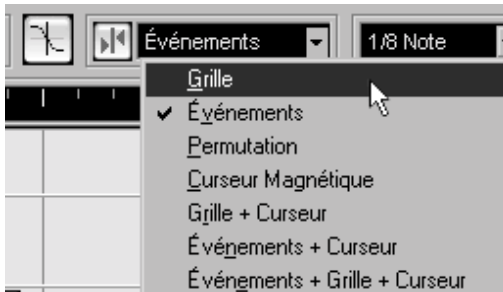 Événements 1/8 Note
Grille
Événements
Permutation
Curseur Magnétique
Grille + Curseur
Événements + Curseur
Événements + Grille + Curseur